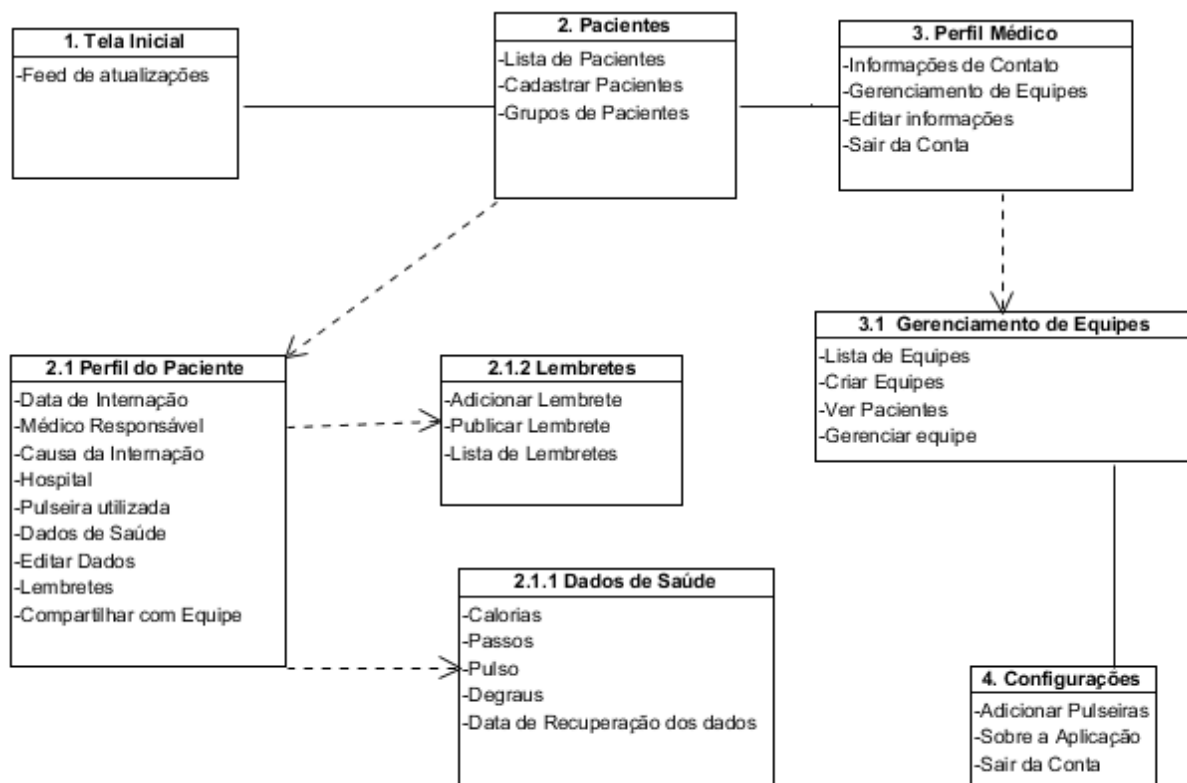 1. Tela Inicial
-Feed de atualizações
2. Pacientes
-Lista de Pacientes
-Cadastrar Pacientes
-Grupos de Pacientes
3. Perfil Médico
-Informações de Contato
-Gerenciamento de Equipes
-Editar informações
-Sair da Conta
2.1 Perfil do Paciente
-Data de Internação
-Médico Responsável
-Causa da Internação
-Hospital
-Pulseira utilizada
-Dados de Saúde
-Editar Dados
-Lembretes
-Compartilhar com Equipe
2.1.2 Lembretes
-Adicionar Lembrete
-Publicar Lembrete
-Lista de Lembretes
3.1 Gerenciamento de Equipes
-Lista de Equipes
-Criar Equipes
-Ver Pacientes
-Gerenciar equipe
2.1.1 Dados de Saúde
-Calorias
-Passos
-Pulso
-Degraus
-Data de Recuperação dos dados
4. Configurações
-Adicionar Pulseiras
-Sobre a Aplicação
-Sair da Conta